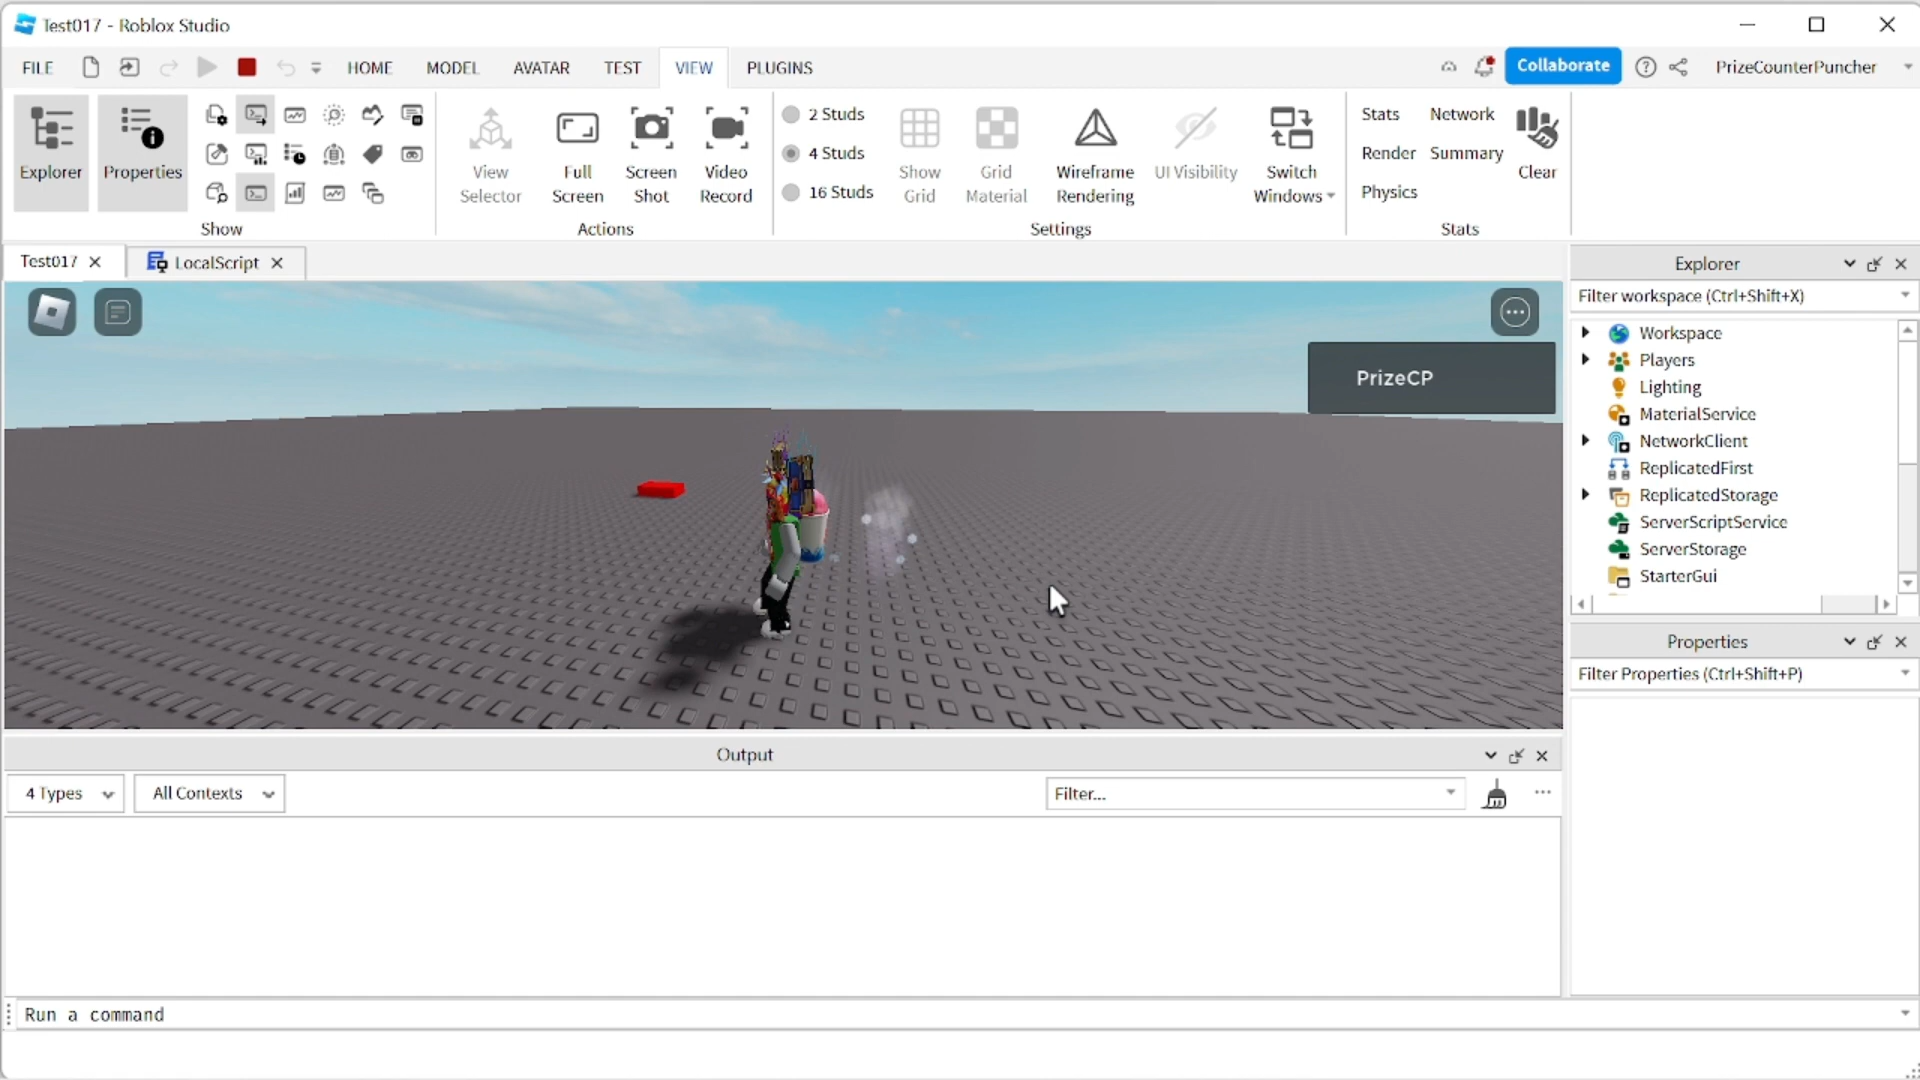 Test017 - Roblox Studio
FILE HOME MODEL AVATAR TEST VIEW PLUGINS Collaborate PrizeCounterPuncher
Explorer
Properties
Show
View
Selector
Full
Screen
Screen
Shot
Video
Record
Actions
2 Studs
4 Studs
16 Studs
Show
Grid
Grid
Material
Wireframe
Rendering
UI Visibility
Switch
Windows
Settings
Stats Network
Render Summary
Physics
Clear
Stats
Test017 LocalScript
PrizeCP
Explorer
Filter workspace (Ctrl+Shift+X)
Workspace
Players
Lighting
MaterialService
NetworkClient
ReplicatedFirst
ReplicatedStorage
ServerScriptService
ServerStorage
StarterGui
Properties
Filter Properties (Ctrl+Shift+P)
Output
4 Types All Contexts Filter...
Run a command